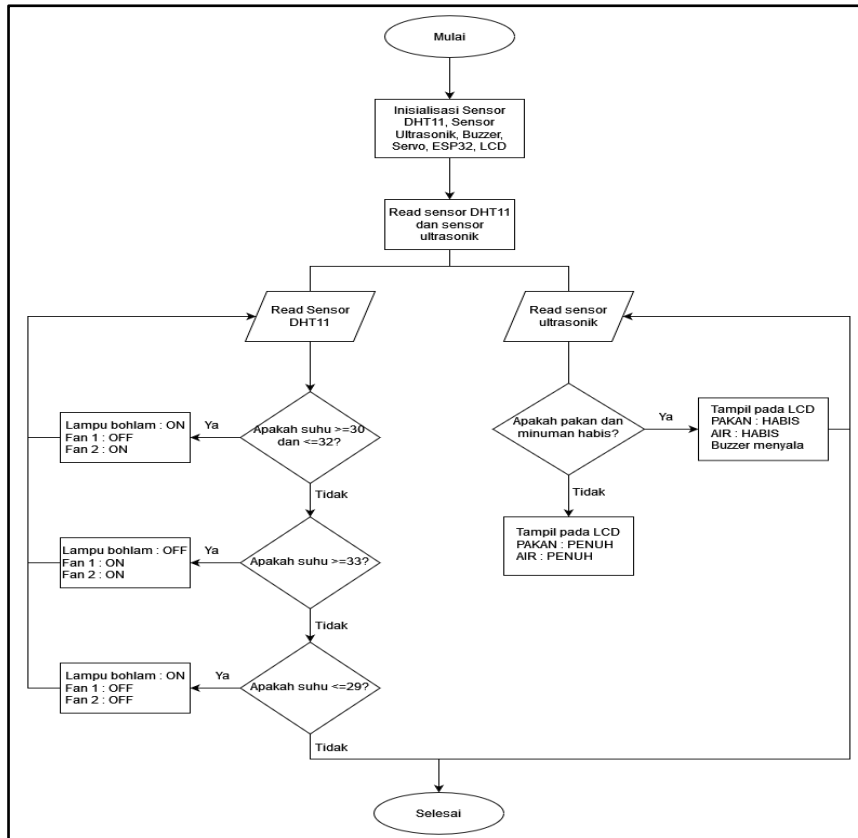 Mulai
Inisialisasi Sensor
DHT11, Sensor
Ultrasonik, Buzzer,
Servo, ESP32, LCD
Read sensor DHT11
dan sensor
ultrasonik
Read Sensor
DHT11
Read sensor
ultrasonik
Lampu bohlam : ON
Fan 1 : OFF
Fan 2 : ON
Ya
Apakah suhu >=30
dan <=32?
Tidak
Apakah pakan dan
minuman habis?
Ya
Tampil pada LCD
PAKAN : HABIS
AIR : HABIS
Buzzer menyala
Tidak
Tampil pada LCD
PAKAN : PENUH
AIR : PENUH
Lampu bohlam : OFF
Fan 1 : ON
Fan 2 : ON
Ya
Apakah suhu >=33?
Tidak
Lampu bohlam : ON
Fan 1 : OFF
Fan 2 : OFF
Ya
Apakah suhu <=29?
Tidak
Selesai